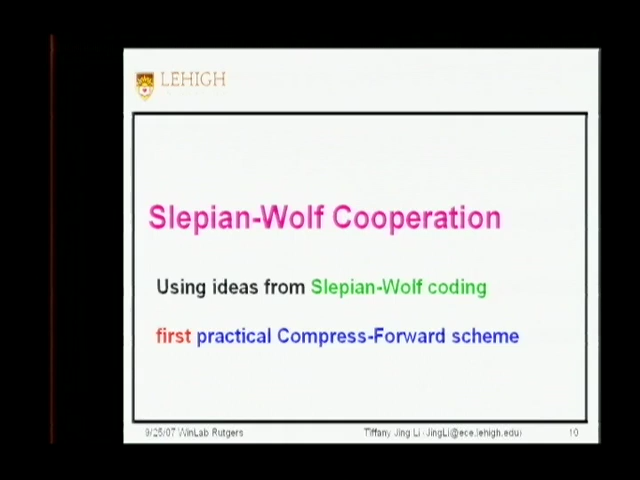 LEHIGH
Slepian-Wolf Cooperation
Using ideas from Slepian-Wolf coding
first practical Compress-Forward scheme
9/25/07 WinLab Rutgers
Tiffany Jing Li (JingLi@ece.lehigh.edu)
10